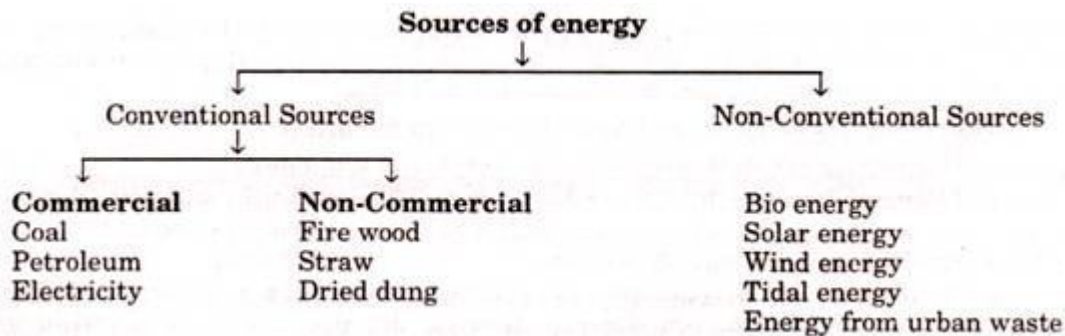 Sources of energy
Conventional Sources
Non-Conventional Sources
Commercial
Coal
Petroleum
Electricity
Non-Commercial
Fire wood
Straw
Dried dung
Bio energy
Solar energy
Wind energy
Tidal energy
Energy from urban waste